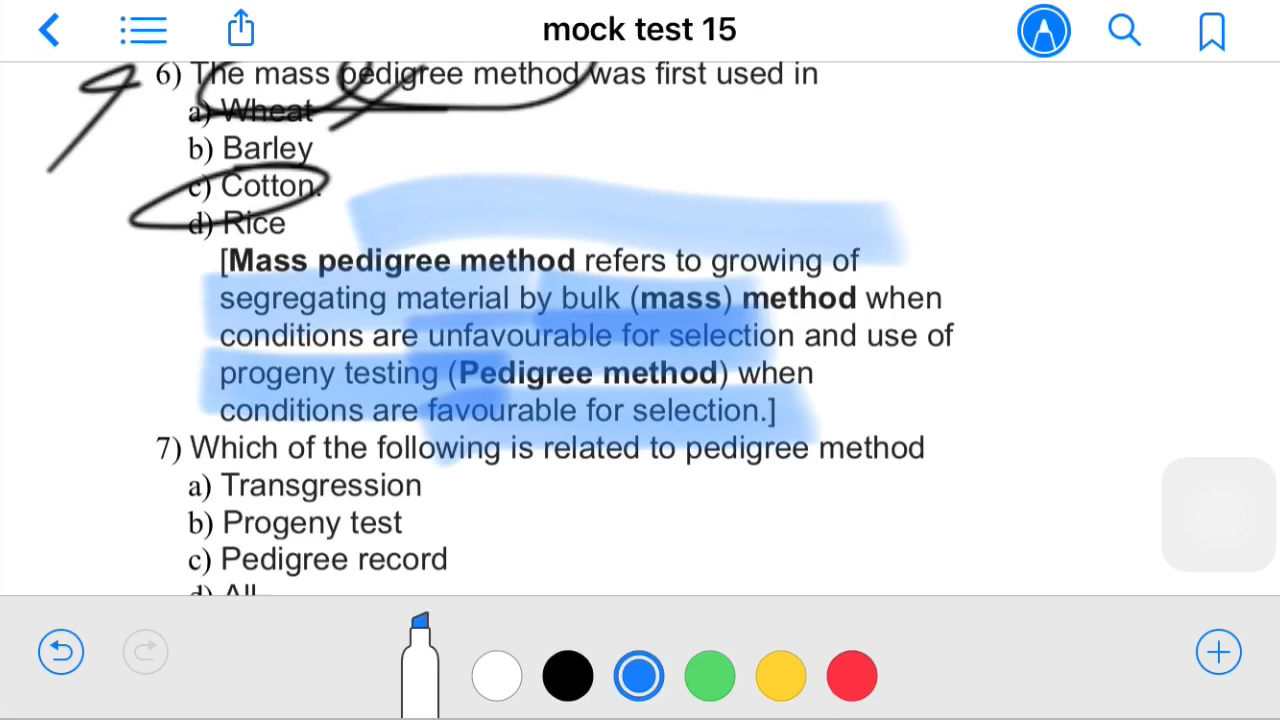 mock test 15
6) The mass pedigree method was first used in
a) Wheat
b) Barley
c) Cotton.
d) Rice
[Mass pedigree method refers to growing of
segregating material by bulk (mass) method when
conditions are unfavourable for selection and use of
progeny testing (Pedigree method) when
conditions are favourable for selection.]
7) Which of the following is related to pedigree method
a) Transgression
b) Progeny test
c) Pedigree record
d) All